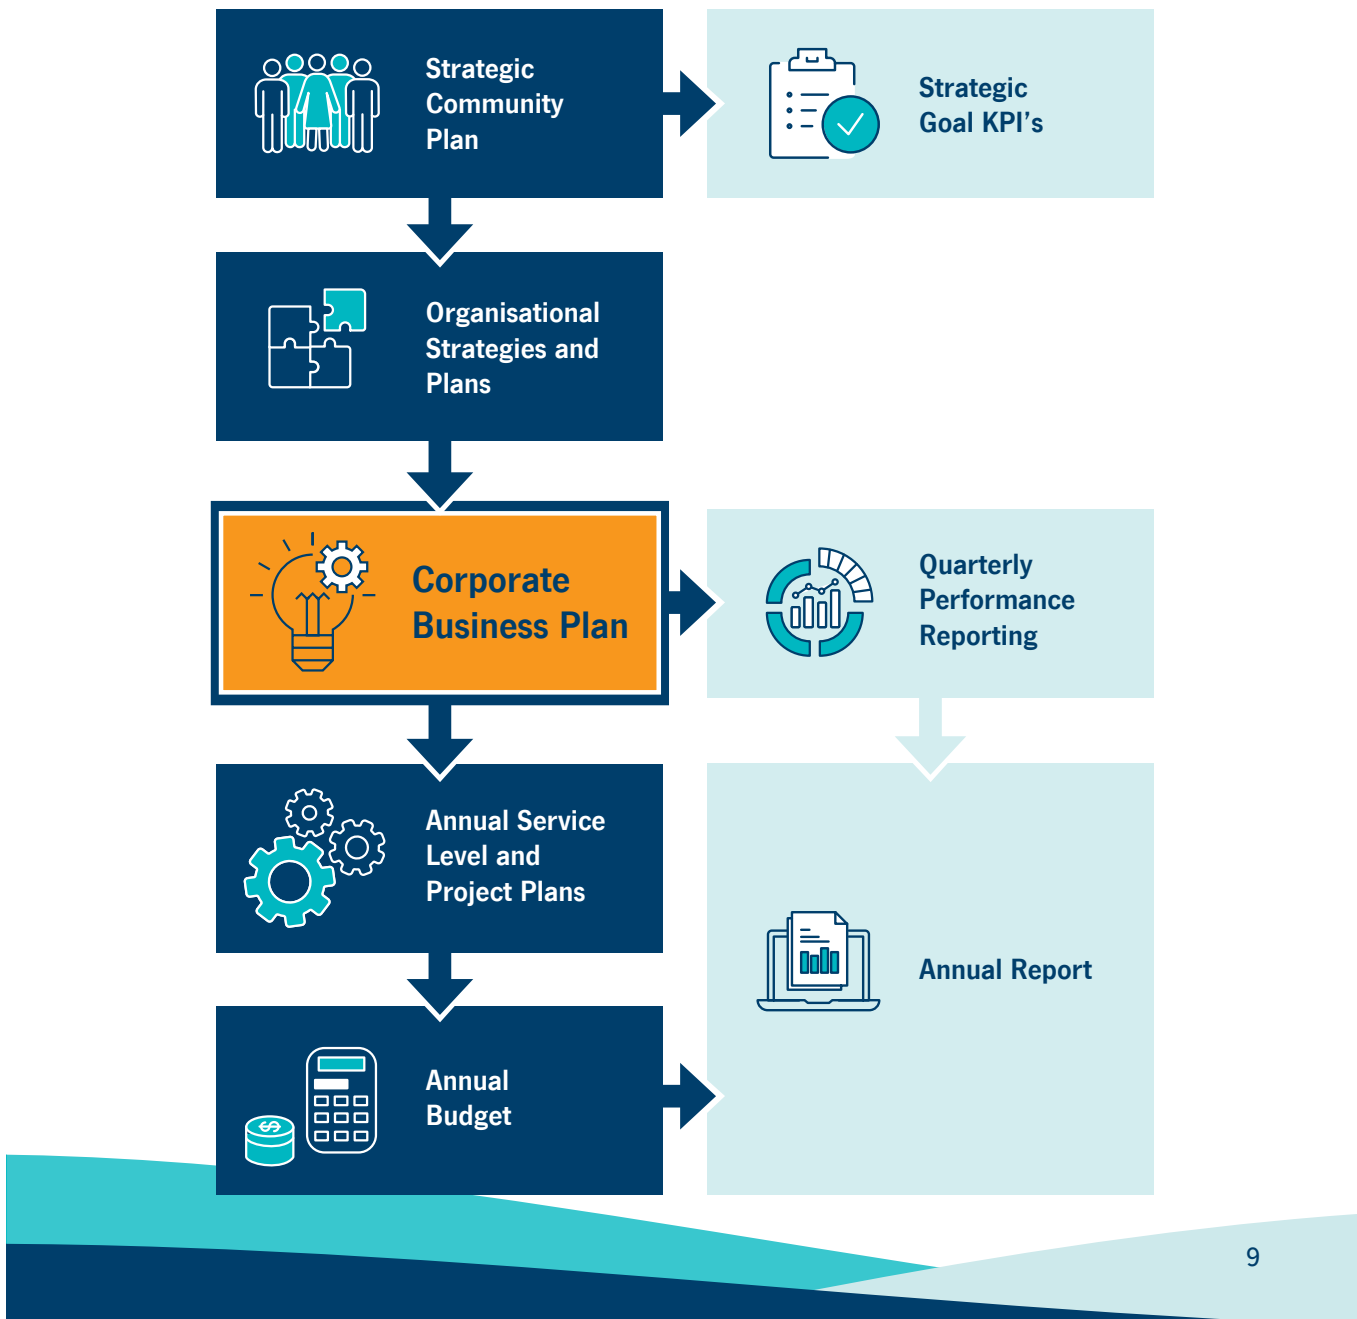 Strategic
Community
Plan
Strategic
Goal KPI's
Organisational
Strategies and
Plans
Corporate
Business Plan
Quarterly
Performance
Reporting
Annual Service
Level and
Project Plans
Annual Report
Annual
Budget
$
9